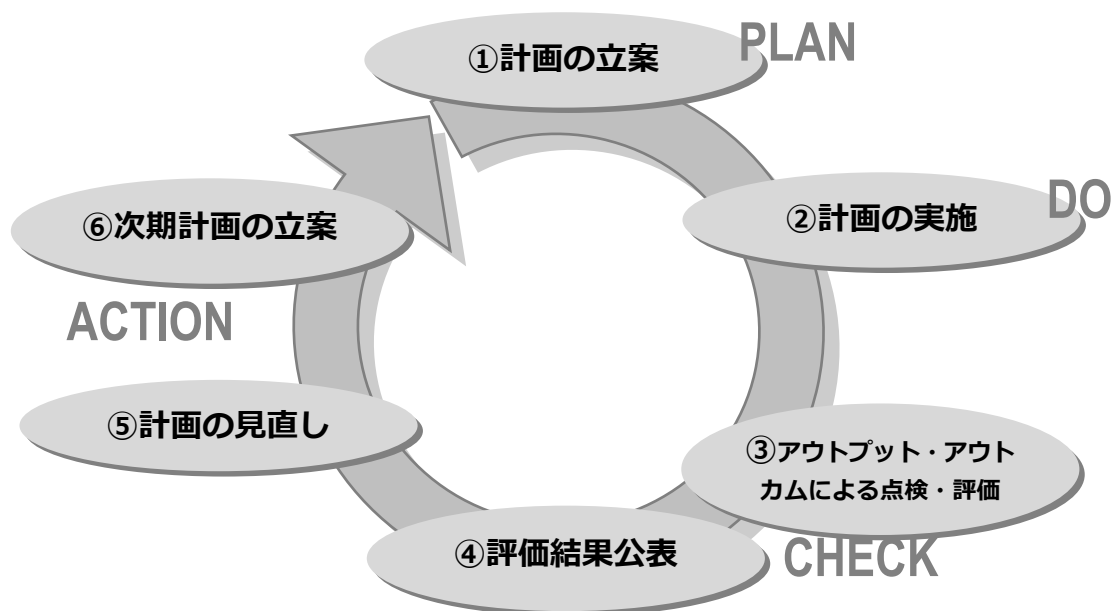 ①計画の立案
PLAN
②計画の実施
DO
③アウトプット・アウト
カムによる点検・評価
CHECK
④評価結果公表
⑤計画の見直し
ACTION
⑥次期計画の立案